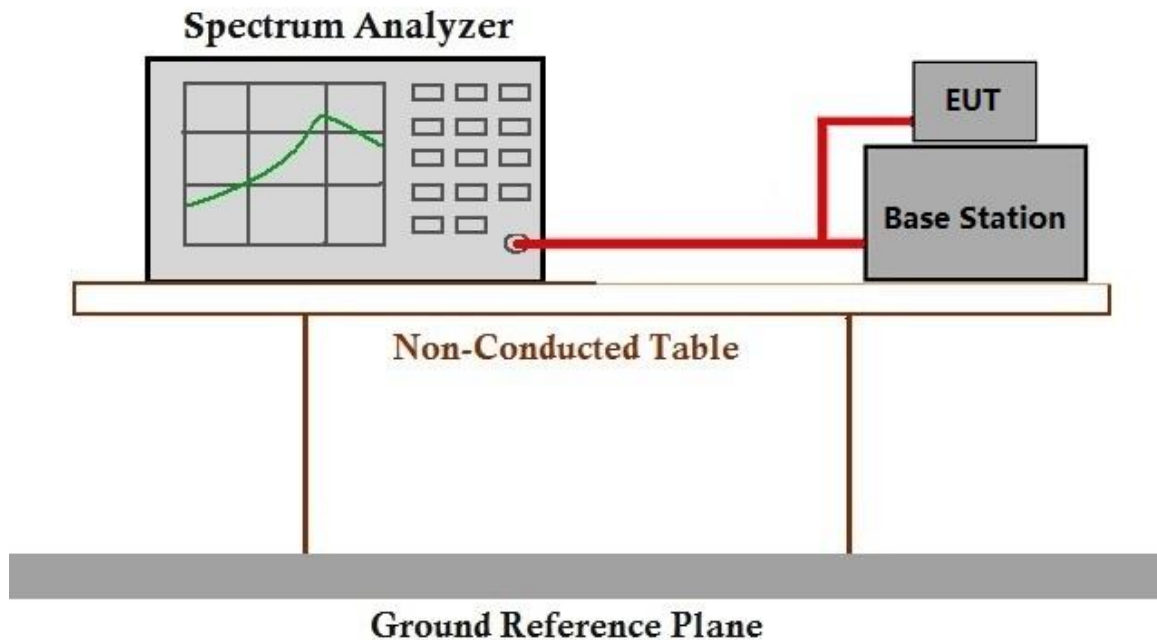 Spectrum Analyzer
EUT
Base Station
Non-Conducted Table
Ground Reference Plane